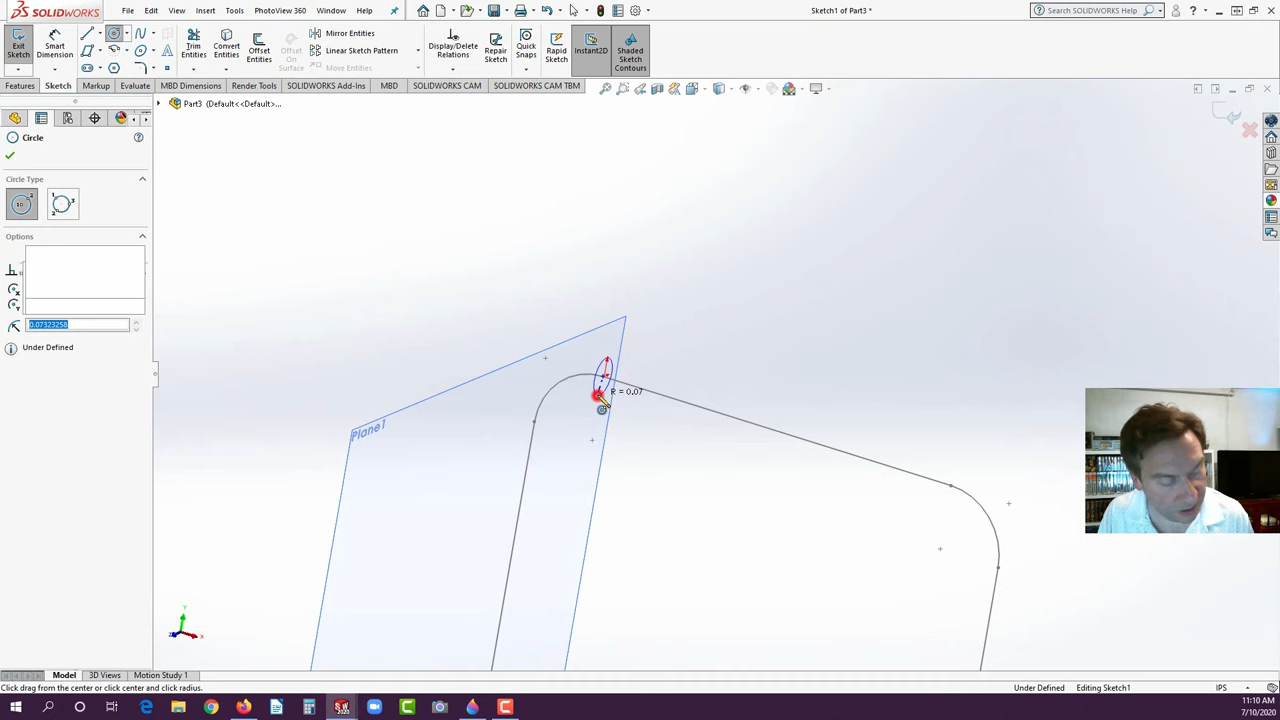 SOLIDWORKS File Edit View Insert Tools PhotoView 360 Window Help Sketch1 of Part3 * Search SOLIDWORKS Help
Exit Sketch
Smart Dimension
Trim Entities
Convert Entities
Offset Entities
Offset On Surface
Mirror Entities
Linear Sketch Pattern
Move Entities
Display/Delete Relations
Repair Sketch
Quick Snaps
Rapid Sketch
Instant2D
Shaded Sketch Contours
Features Sketch Markup Evaluate MBD Dimensions Render Tools SOLIDWORKS Add-Ins MBD SOLIDWORKS CAM SOLIDWORKS CAM TBM
Part3 (Default<<Default>...
Circle
Circle Type
Options
0.07323258
Under Defined
R = 0.07
Plane1
Y
X
Model 3D Views Motion Study 1
Click drag from the center or click center and click radius. Under Defined Editing Sketch1 IPS
11:10 AM
7/10/2020